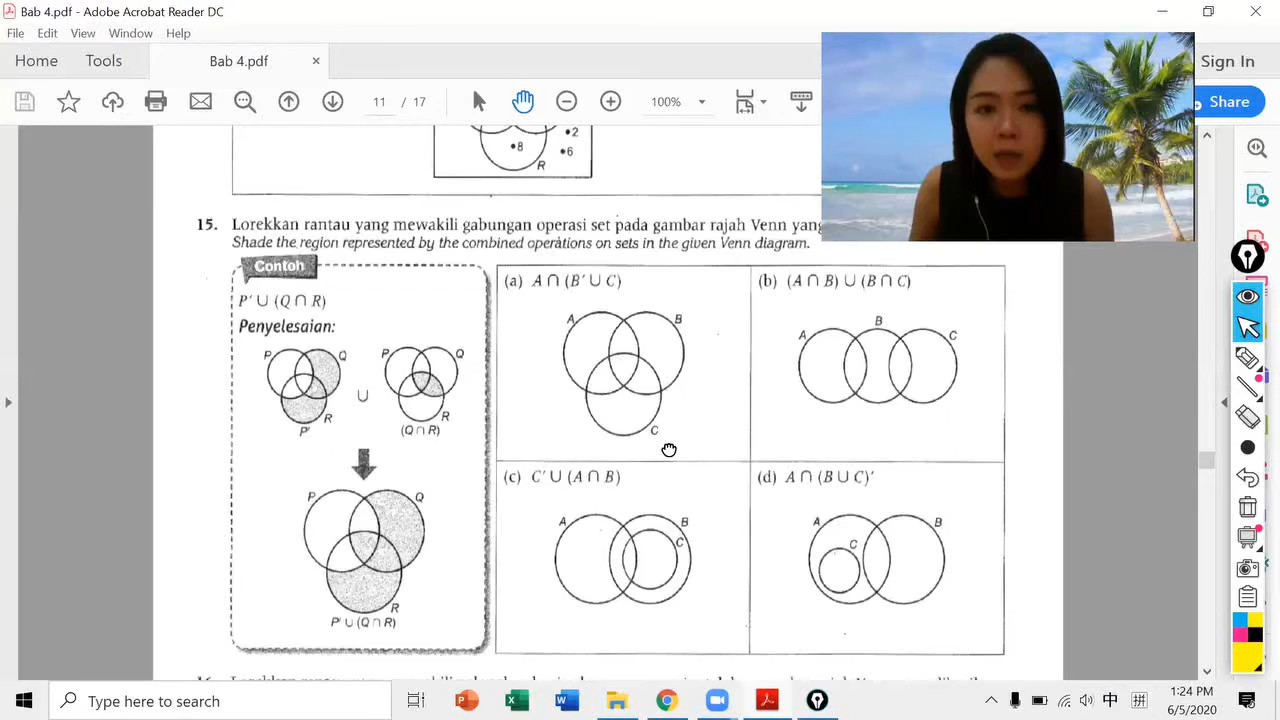 Bab 4.pdf - Adobe Acrobat Reader DC
File Edit View Window Help
Home Tools Bab 4.pdf × Sign In
11 / 17 100% Share
8 2
6
R
15. Lorekkan rantau yang mewakili gabungan operasi set pada gambar rajah Venn yang
Shade the region represented by the combined operations on sets in the given Venn diagram.
Contoh
P′ ∪ (Q ∩ R)
Penyelesaian:
P Q
R
P′
∪
P Q
R
(Q ∩ R)
P Q
R
P′ ∪ (Q ∩ R)
(a) A ∩ (B′ ∪ C)
A B
C
(b) (A ∩ B) ∪ (B ∩ C)
A B C
(c) C′ ∪ (A ∩ B)
A B
C
(d) A ∩ (B ∪ C)′
A B
C
Type here to search
中
1:24 PM
6/5/2020